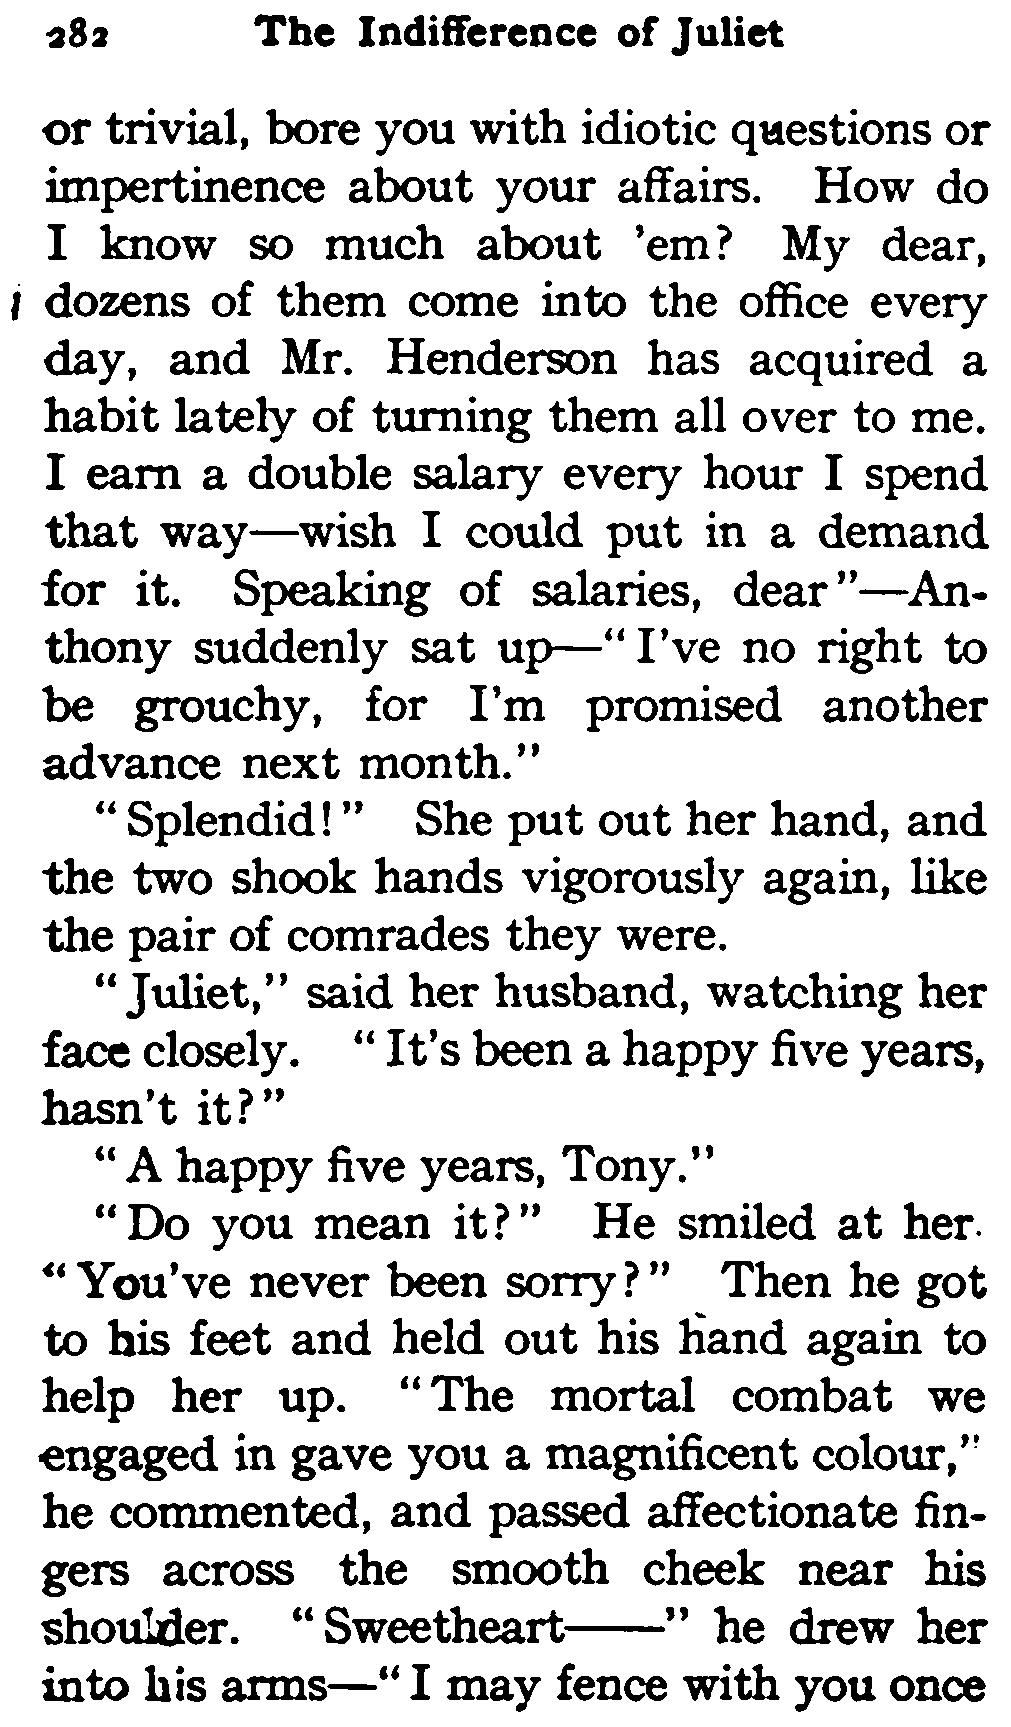 282 The Indifference of Juliet
or trivial, bore you with idiotic questions or
impertinence about your affairs. How do
I know so much about 'em? My dear,
dozens of them come into the office every
day, and Mr. Henderson has acquired a
habit lately of turning them all over to me.
I earn a double salary every hour I spend
that way—wish I could put in a demand
for it. Speaking of salaries, dear"—An-
thony suddenly sat up—"I've no right to
be grouchy, for I'm promised another
advance next month."
"Splendid!" She put out her hand, and
the two shook hands vigorously again, like
the pair of comrades they were.
"Juliet," said her husband, watching her
face closely. "It's been a happy five years,
hasn't it?"
"A happy five years, Tony."
"Do you mean it?" He smiled at her.
"You've never been sorry?" Then he got
to his feet and held out his hand again to
help her up. "The mortal combat we
engaged in gave you a magnificent colour,"
he commented, and passed affectionate fin-
gers across the smooth cheek near his
shoulder. "Sweetheart——" he drew her
into his arms—"I may fence with you once